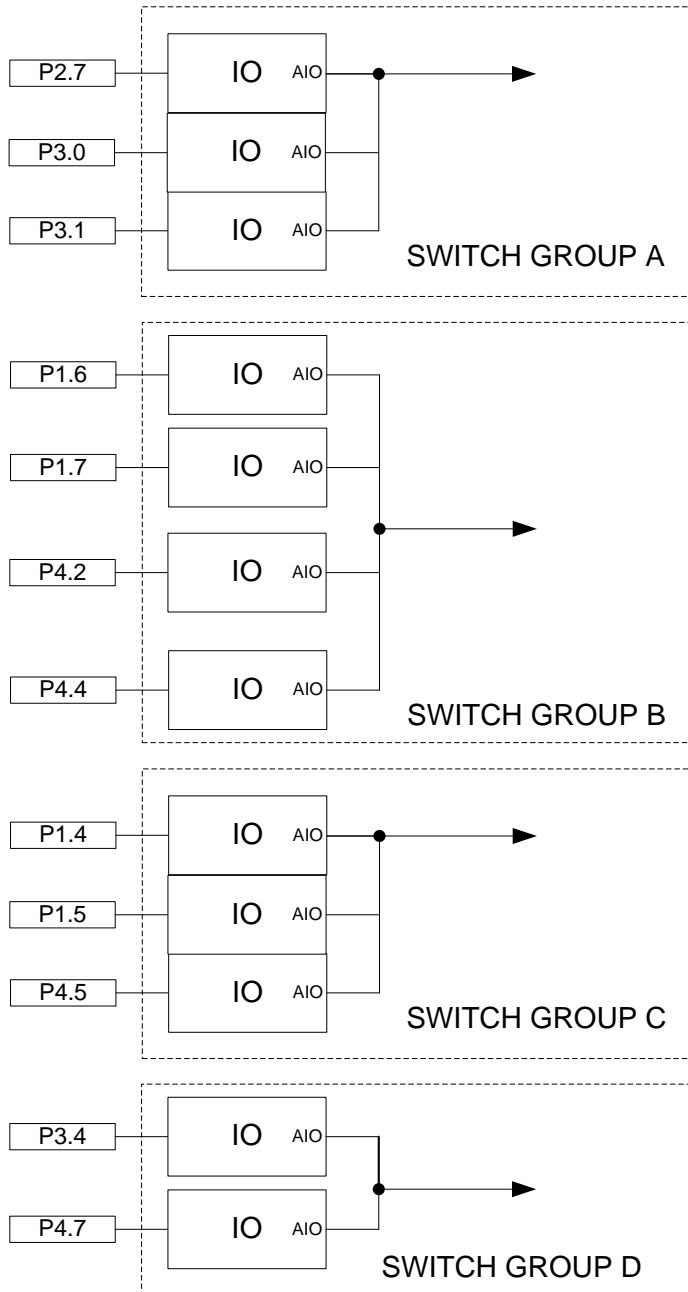 P2.7 IO AIO
P3.0 IO AIO
P3.1 IO AIO
SWITCH GROUP A
P1.6 IO AIO
P1.7 IO AIO
P4.2 IO AIO
P4.4 IO AIO
SWITCH GROUP B
P1.4 IO AIO
P1.5 IO AIO
P4.5 IO AIO
SWITCH GROUP C
P3.4 IO AIO
P4.7 IO AIO
SWITCH GROUP D